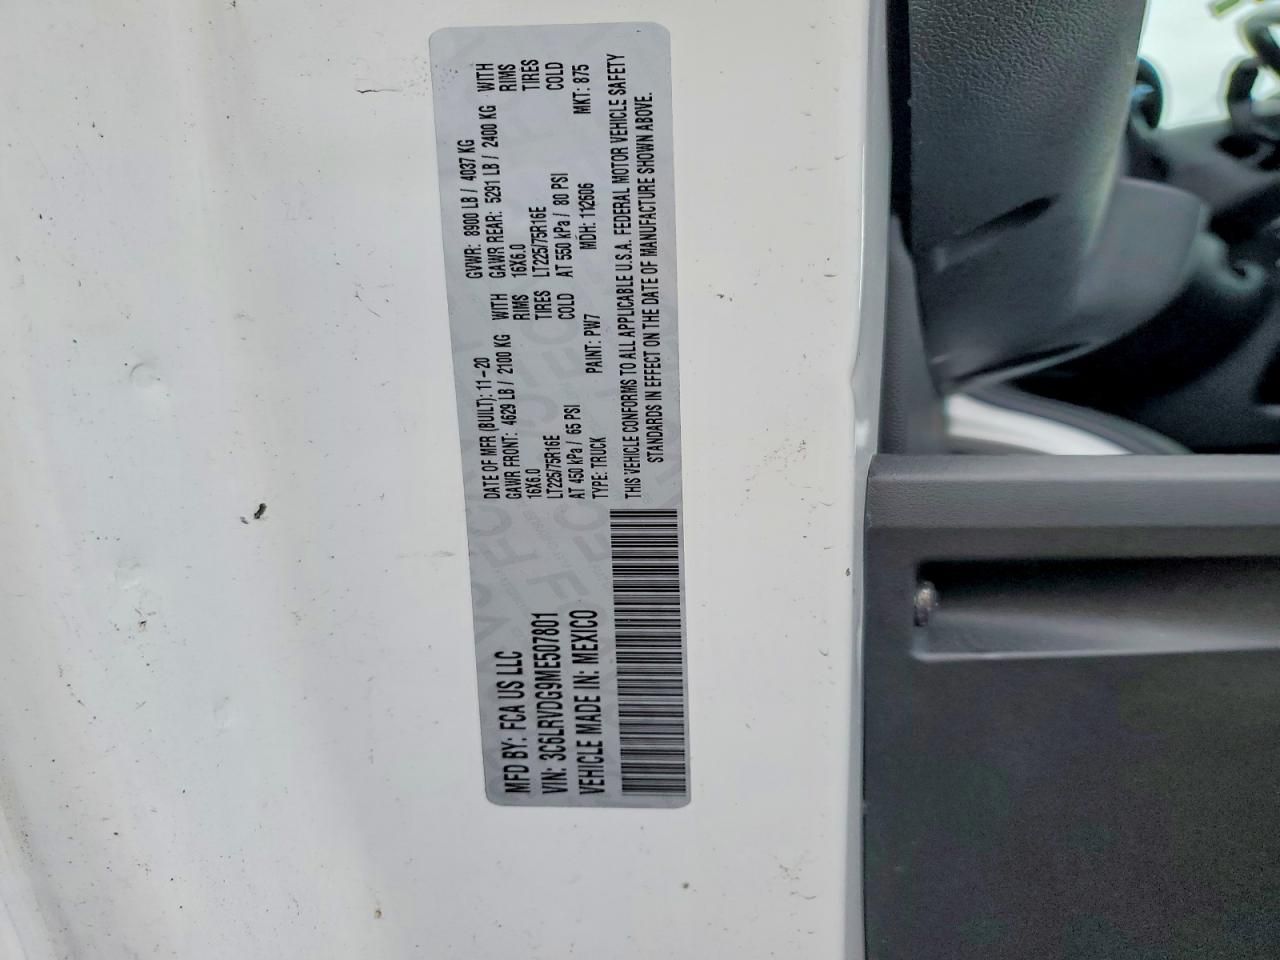 MFD BY: FCA US LLC
VIN: 3C6LRVDG9ME507801
VEHICLE MADE IN: MEXICO
DATE OF MFR (BUILT): 11-20 GVWR: 8900 LB / 4037 KG
GAWR FRONT: 4629 LB / 2100 KG WITH GAWR REAR: 5291 LB / 2400 KG WITH
16X6.0 RIMS 16X6.0 RIMS
LT225/75R16E TIRES LT225/75R16E TIRES
AT 450 kPa / 65 PSI COLD AT 550 kPa / 80 PSI COLD
TYPE: TRUCK PAINT: PW7 MDH: 112606 MKT: 875
THIS VEHICLE CONFORMS TO ALL APPLICABLE U.S.A. FEDERAL MOTOR VEHICLE SAFETY
STANDARDS IN EFFECT ON THE DATE OF MANUFACTURE SHOWN ABOVE.